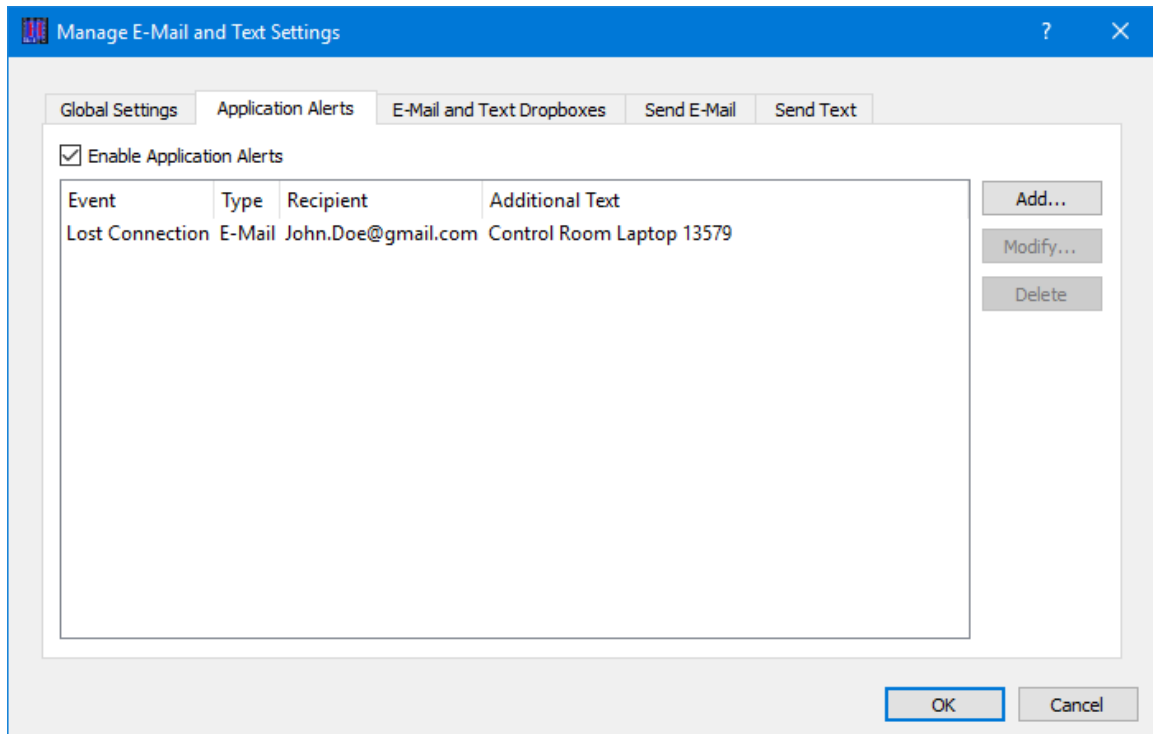 Manage E-Mail and Text Settings ?
Global Settings Application Alerts E-Mail and Text Dropboxes Send E-Mail Send Text
Enable Application Alerts
Event Type Recipient Additional Text Add...
Lost Connection E-Mail John.Doe@gmail.com Control Room Laptop 13579
Modify...
Delete
OK Cancel